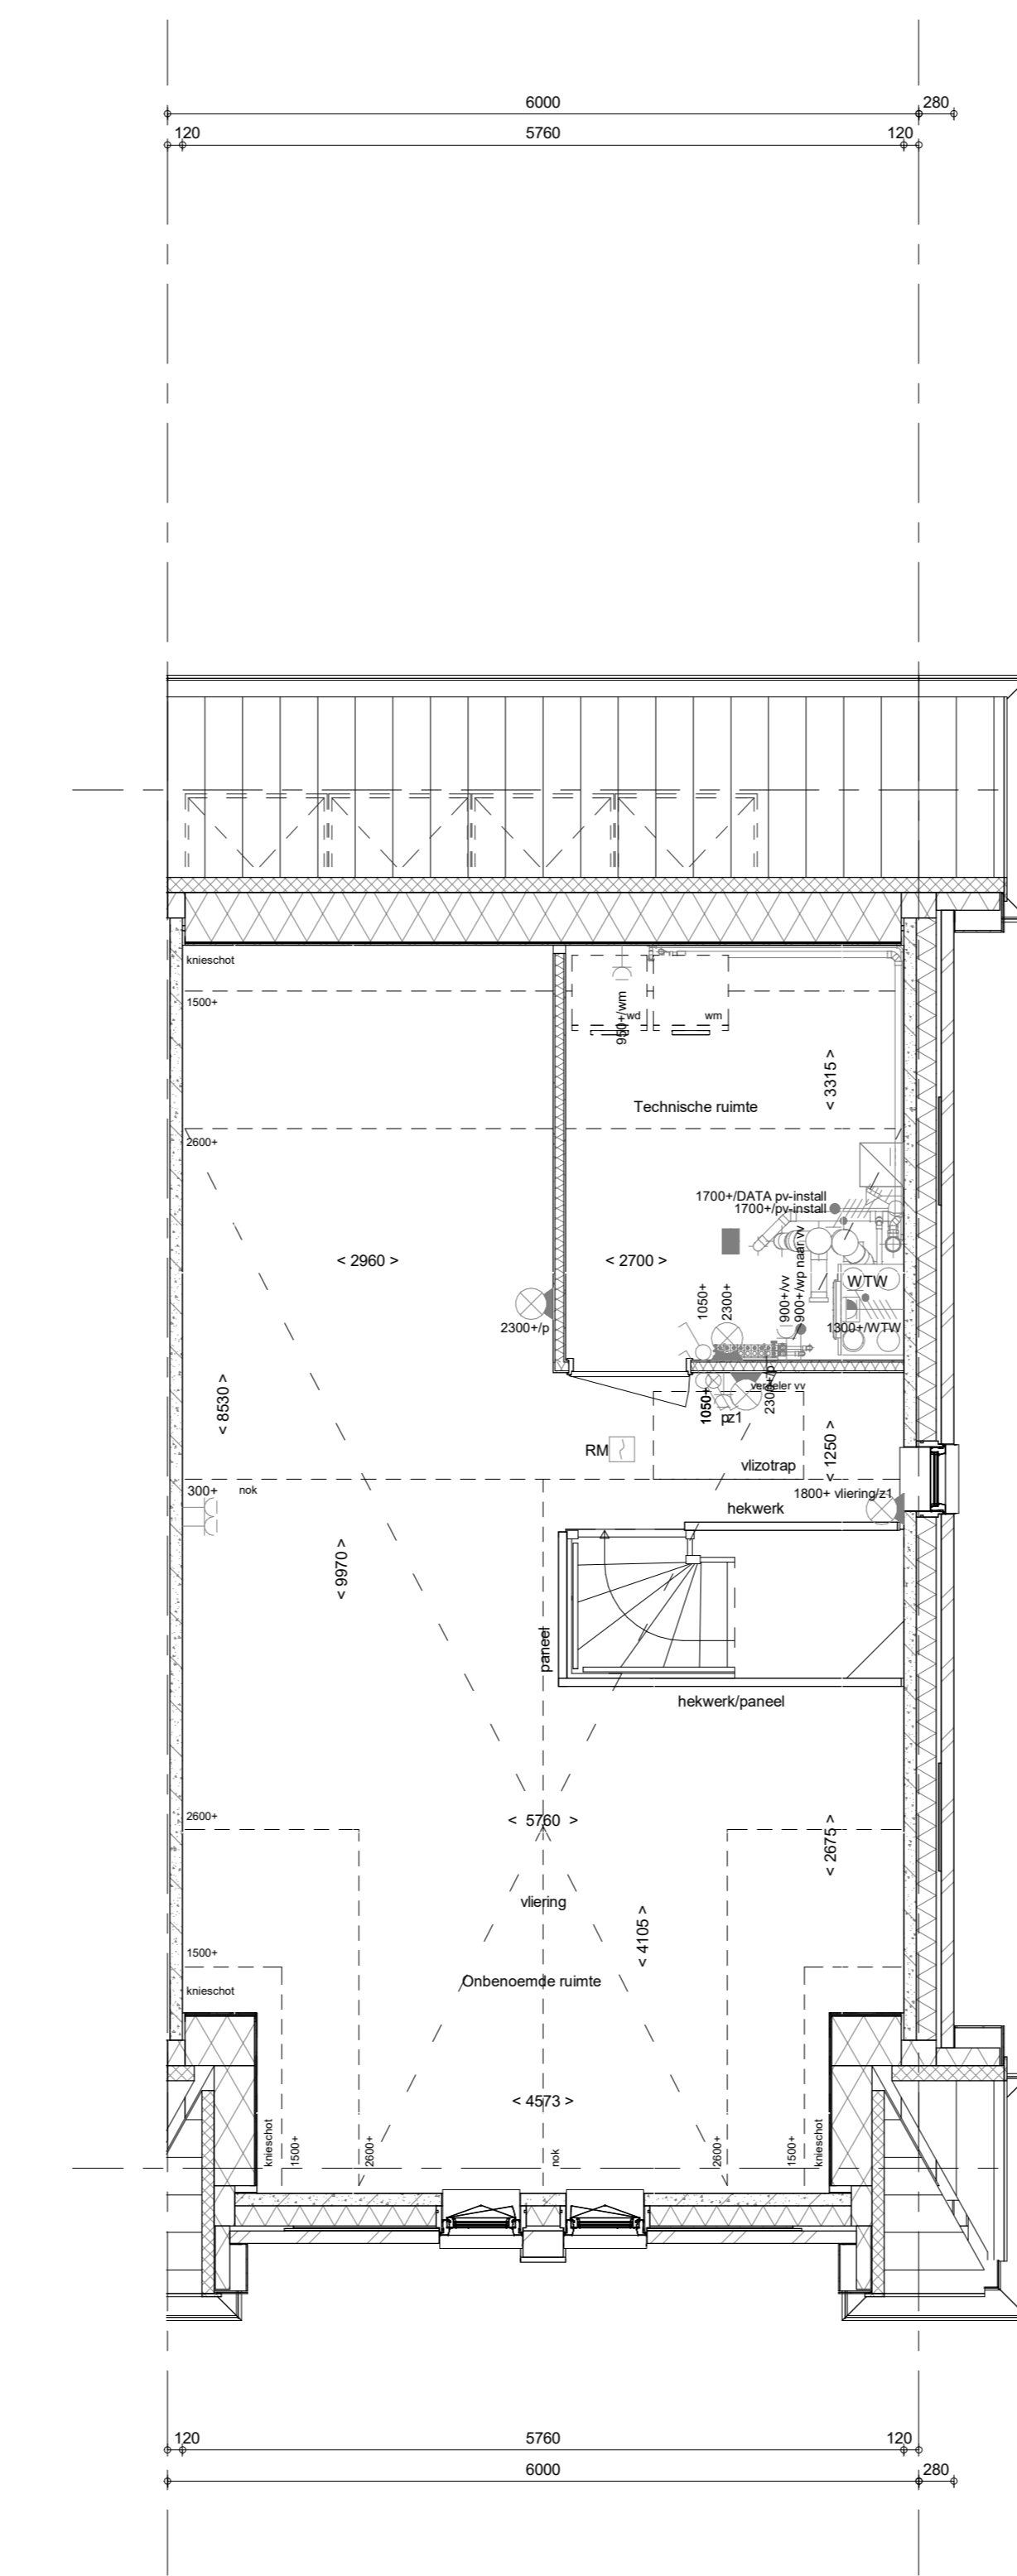 6000 280
120 5760 120
knieschot
1500+
950+/wm
wd
wm
< 3315 >
Technische ruimte
2600+
1700+/DATA pv-install
1700+/pv-install
< 2960 >
< 2700 >
900+/vv
900+/wp naar vv
WTW
1050+
2300+
2300+/p
1300+/WTW
verdeler vv
1050+
2300+/p
pz1
< 8530 >
RM
vlizotrap
< 1250 >
300+
nok
1800+ vliering/z1
hekwerk
< 9970 >
paneel
hekwerk/paneel
2600+
< 5760 >
< 2675 >
vliering
< 4105 >
1500+
Onbenoemde ruimte
knieschot
< 4573 >
knieschot
1500+
2600+
nok
2600+
1500+
knieschot
120 5760 120
6000 280